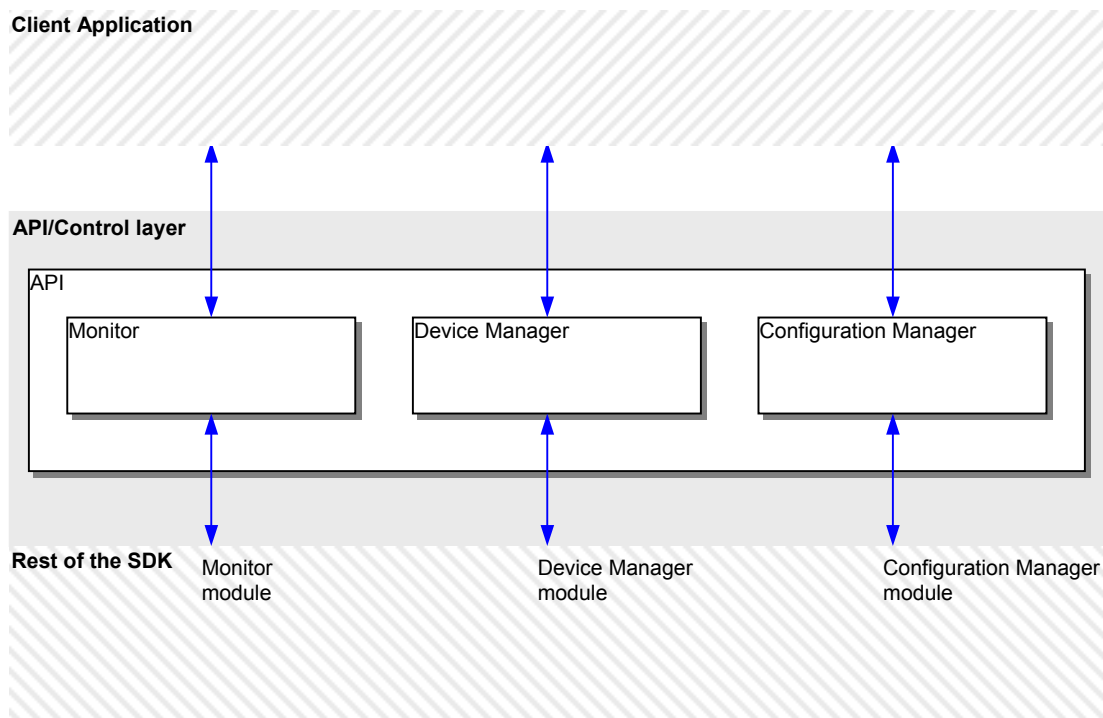 Client Application
API/Control layer
API
Monitor
Device Manager
Configuration Manager
Rest of the SDK
Monitor
module
Device Manager
module
Configuration Manager
module